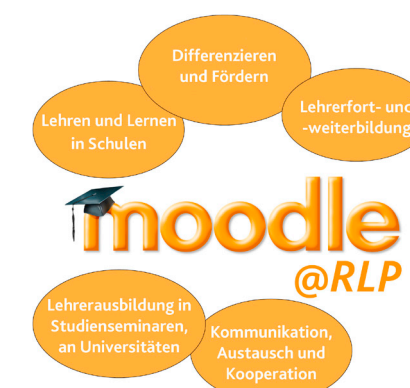 Differenzieren
und Fördern
Lehren und Lernen
in Schulen
Lehrerfort- und
-weiterbildung
moodle
@RLP
Lehrerausbildung in
Studienseminaren,
an Universitäten
Kommunikation,
Austausch und
Kooperation